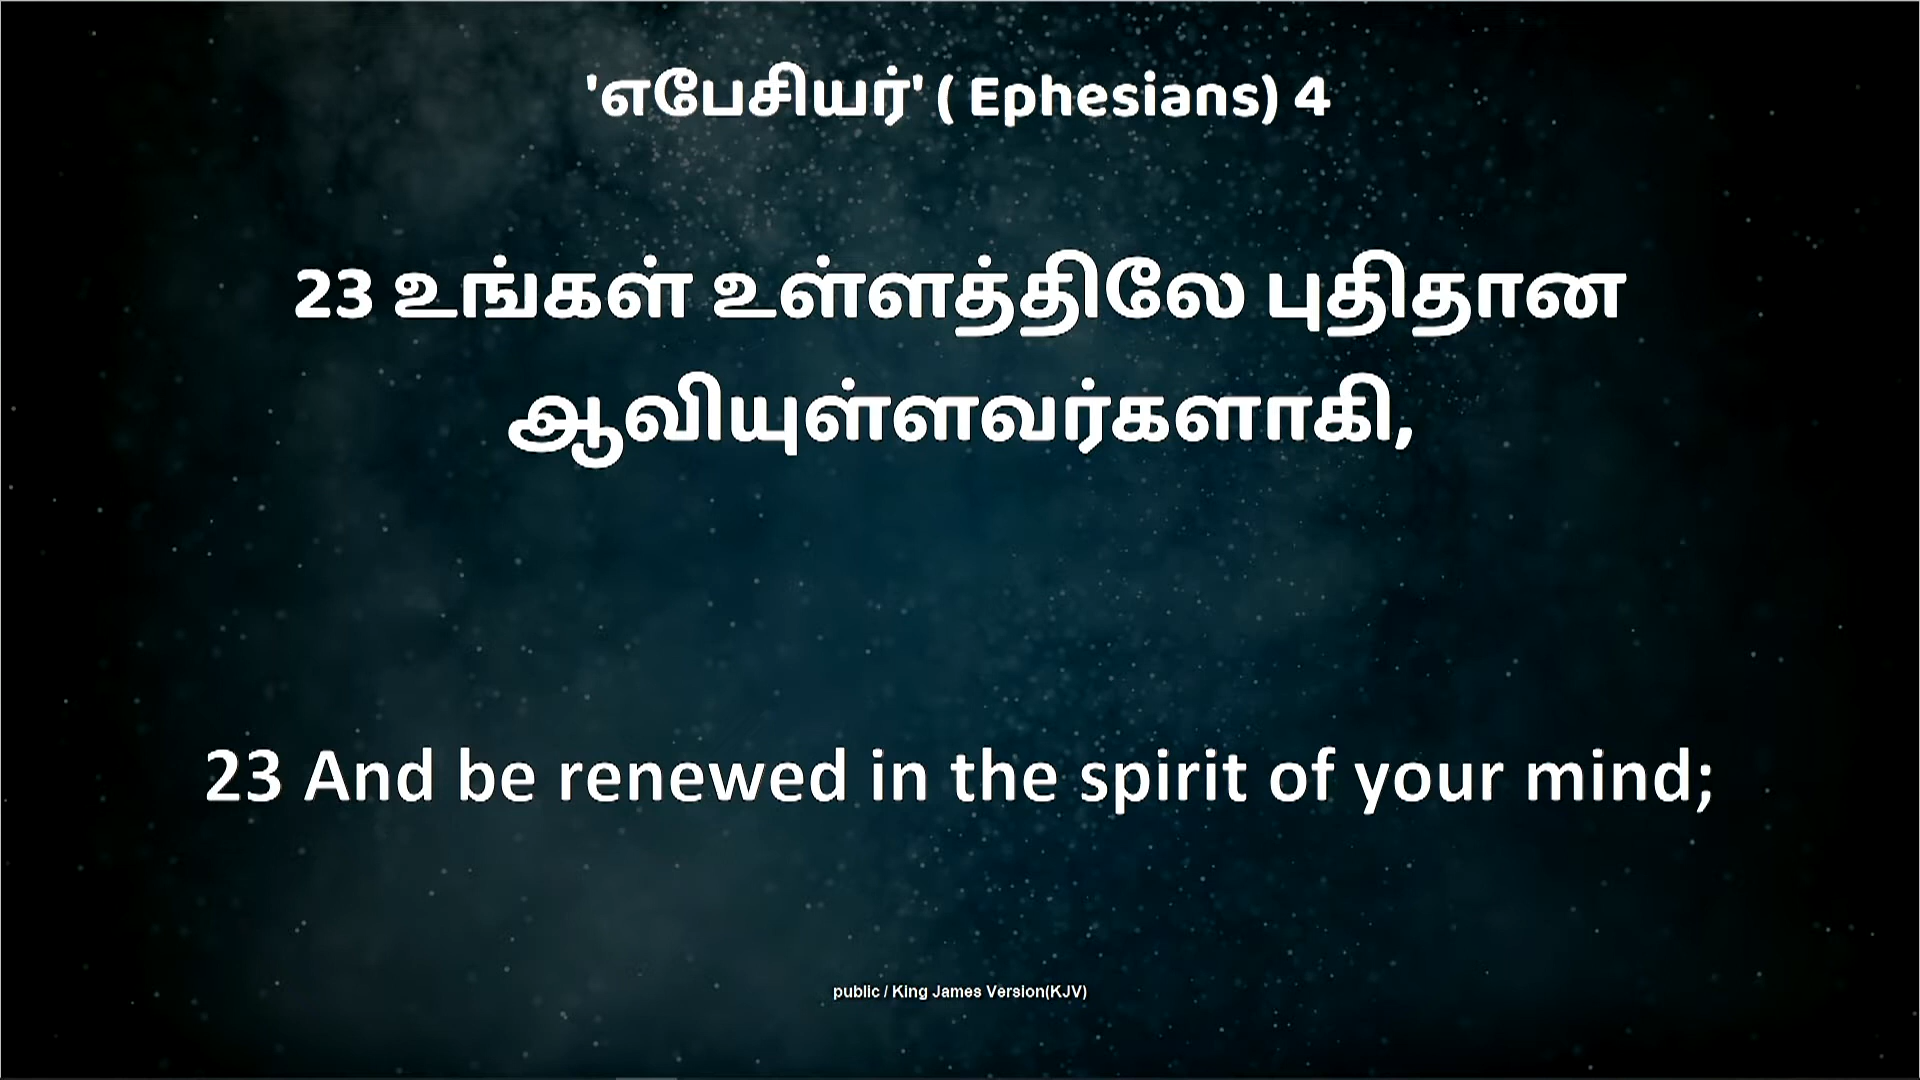 'எபேசியர்' ( Ephesians) 4
23 உங்கள் உள்ளத்திலே புதிதான
ஆவியுள்ளவர்களாகி,
23 And be renewed in the spirit of your mind;
public / King James Version(KJV)